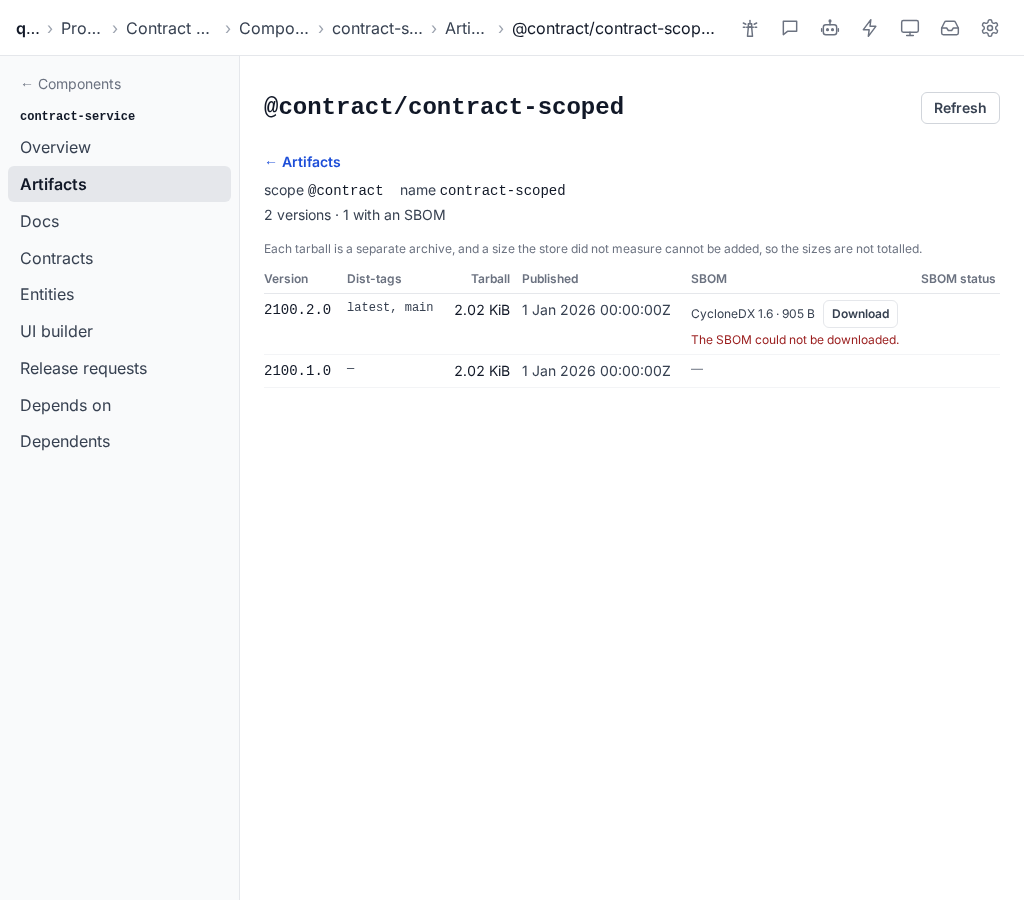 q... › Pro... › Contract ... › Compo... › contract-s... › Arti... › @contract/contract-scop...
← Components
contract-service
Overview
Artifacts
Docs
Contracts
Entities
UI builder
Release requests
Depends on
Dependents
@contract/contract-scoped
Refresh
← Artifacts
scope @contract name contract-scoped
2 versions · 1 with an SBOM
Each tarball is a separate archive, and a size the store did not measure cannot be added, so the sizes are not totalled.
Version Dist-tags Tarball Published SBOM SBOM status
2100.2.0 latest, main 2.02 KiB 1 Jan 2026 00:00:00Z CycloneDX 1.6 · 905 B Download
The SBOM could not be downloaded.
2100.1.0 — 2.02 KiB 1 Jan 2026 00:00:00Z —